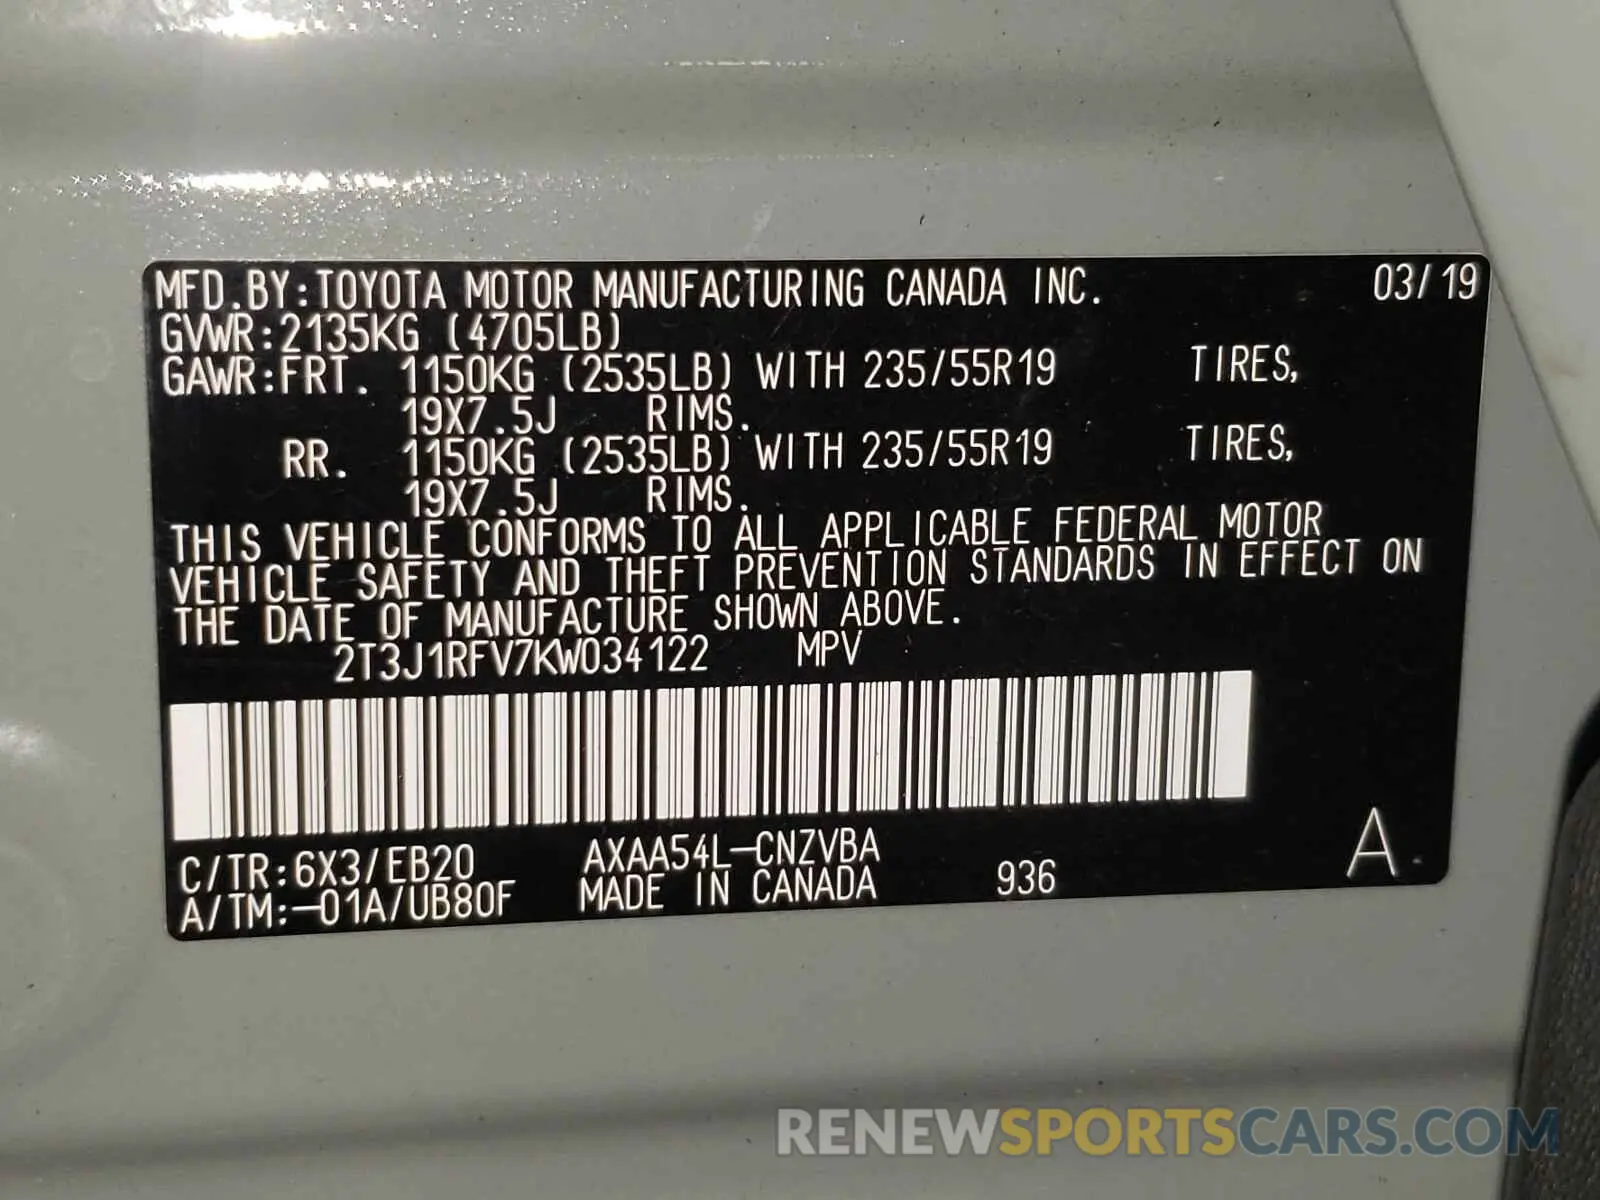 MFD.BY:TOYOTA MOTOR MANUFACTURING CANADA INC. 03/19
GVWR:2135KG (4705LB)
GAWR:FRT. 1150KG (2535LB) WITH 235/55R19 TIRES,
19X7.5J RIMS.
RR. 1150KG (2535LB) WITH 235/55R19 TIRES,
19X7.5J RIMS.
THIS VEHICLE CONFORMS TO ALL APPLICABLE FEDERAL MOTOR
VEHICLE SAFETY AND THEFT PREVENTION STANDARDS IN EFFECT ON
THE DATE OF MANUFACTURE SHOWN ABOVE.
2T3J1RFV7KW034122 MPV
C/TR:6X3/EB20 AXAA54L-CNZVBA A
A/TM:-01A/UB80F MADE IN CANADA 936
RENEWSPORTSCARS.COM